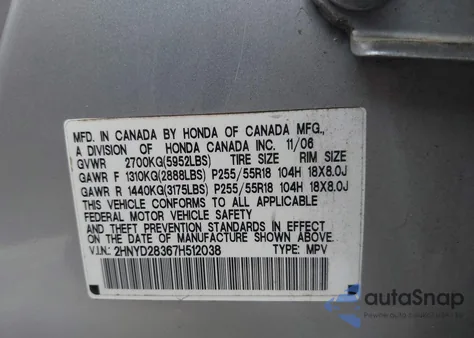 MFD. IN CANADA BY HONDA OF CANADA MFG.,
A DIVISION OF HONDA CANADA INC. 11/06
GVWR 2700KG(5952LBS) TIRE SIZE RIM SIZE
GAWR F 1310KG(2888LBS) P255/55R18 104H 18X8.0J
GAWR R 1440KG(3175LBS) P255/55R18 104H 18X8.0J
THIS VEHICLE CONFORMS TO ALL APPLICABLE
FEDERAL MOTOR VEHICLE SAFETY
AND THEFT PREVENTION STANDARDS IN EFFECT
ON THE DATE OF MANUFACTURE SHOWN ABOVE.
V.I.N.: 2HNYD28367H512038 TYPE: MPV
autoSnap